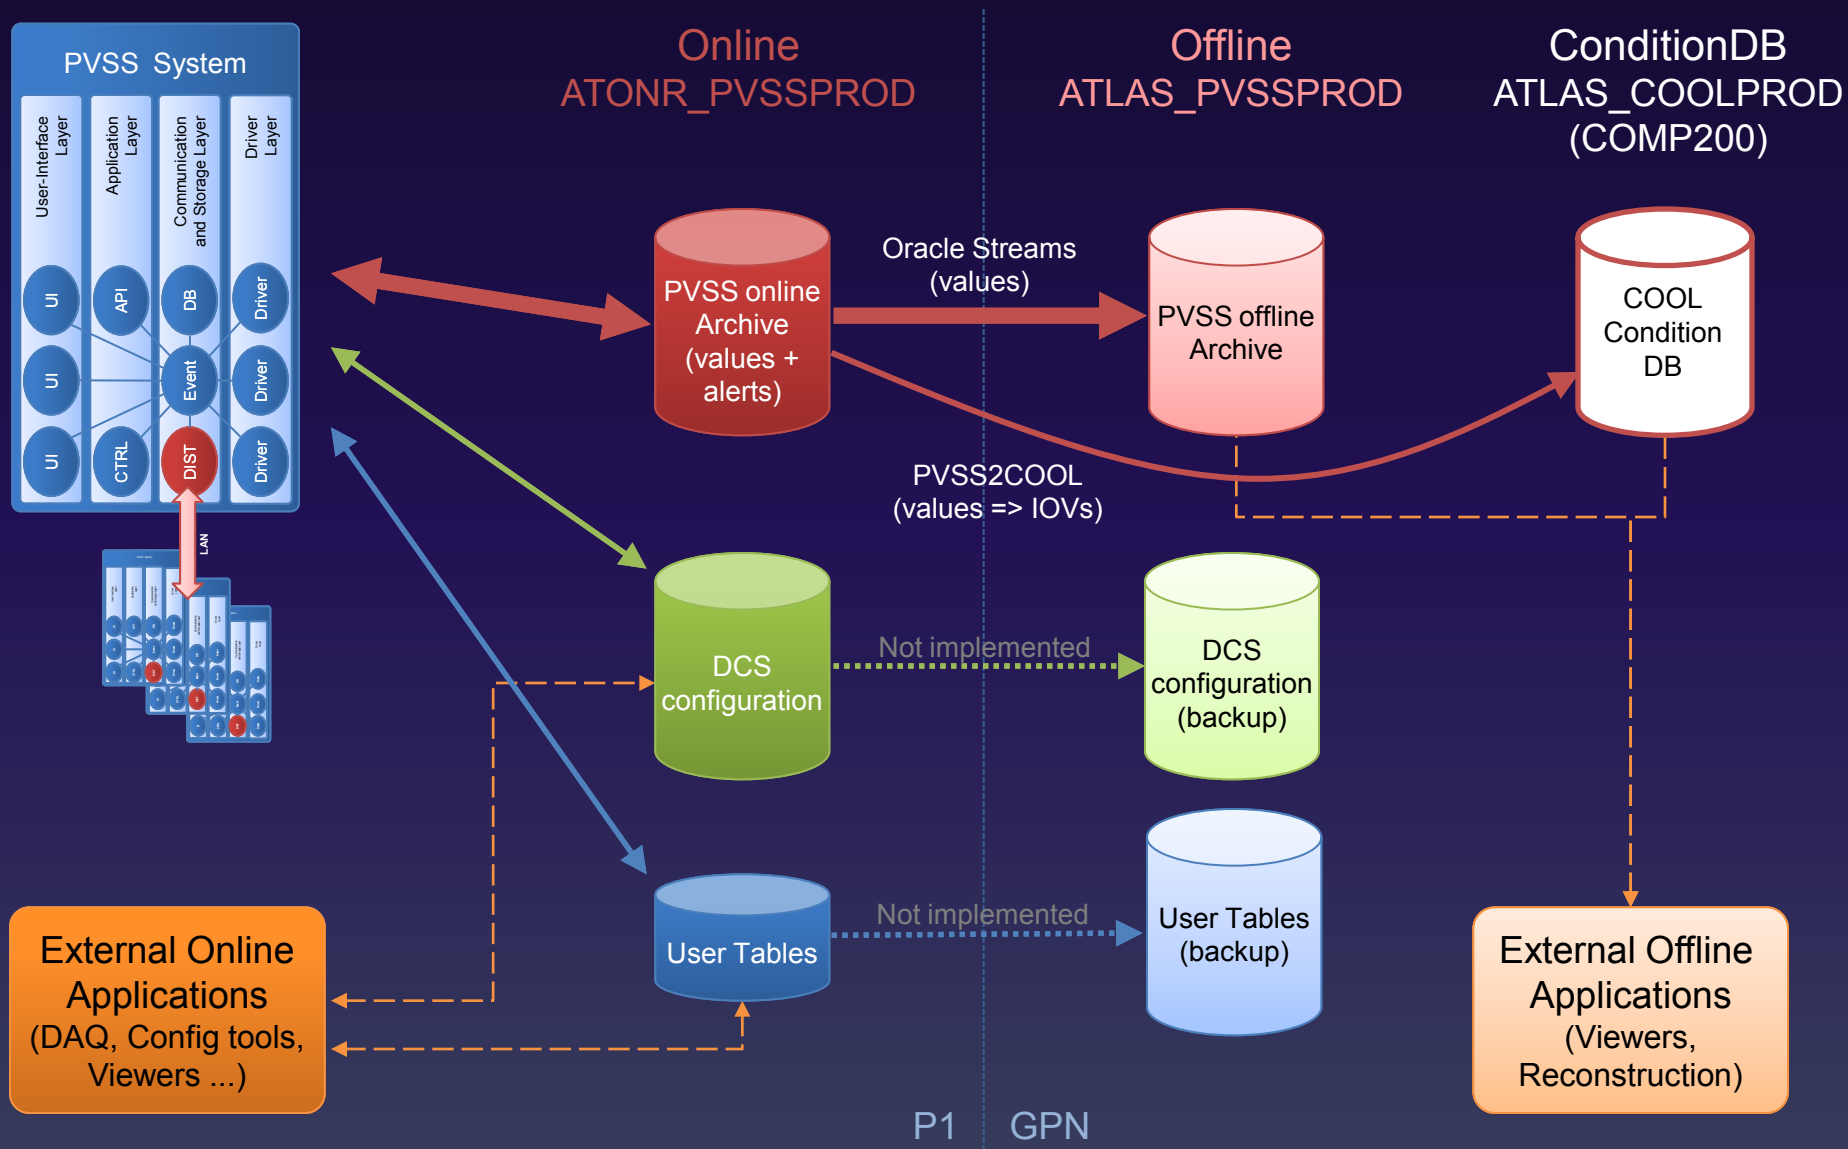 PVSS System
User-Interface
Layer
Application
Layer
Communication
and Storage Layer
Driver
Layer
UI
API
DB
Driver
UI
Event
Driver
UI
CTRL
DIST
Driver
LAN
Online
ATONR_PVSSPROD
Offline
ATLAS_PVSSPROD
ConditionDB
ATLAS_COOLPROD
(COMP200)
PVSS online
Archive
(values +
alerts)
Oracle Streams
(values)
PVSS offline
Archive
COOL
Condition
DB
PVSS2COOL
(values => IOVs)
DCS
configuration
Not implemented
DCS
configuration
(backup)
User Tables
Not implemented
User Tables
(backup)
External Online
Applications
(DAQ, Config tools,
Viewers ...)
External Offline
Applications
(Viewers,
Reconstruction)
P1
GPN